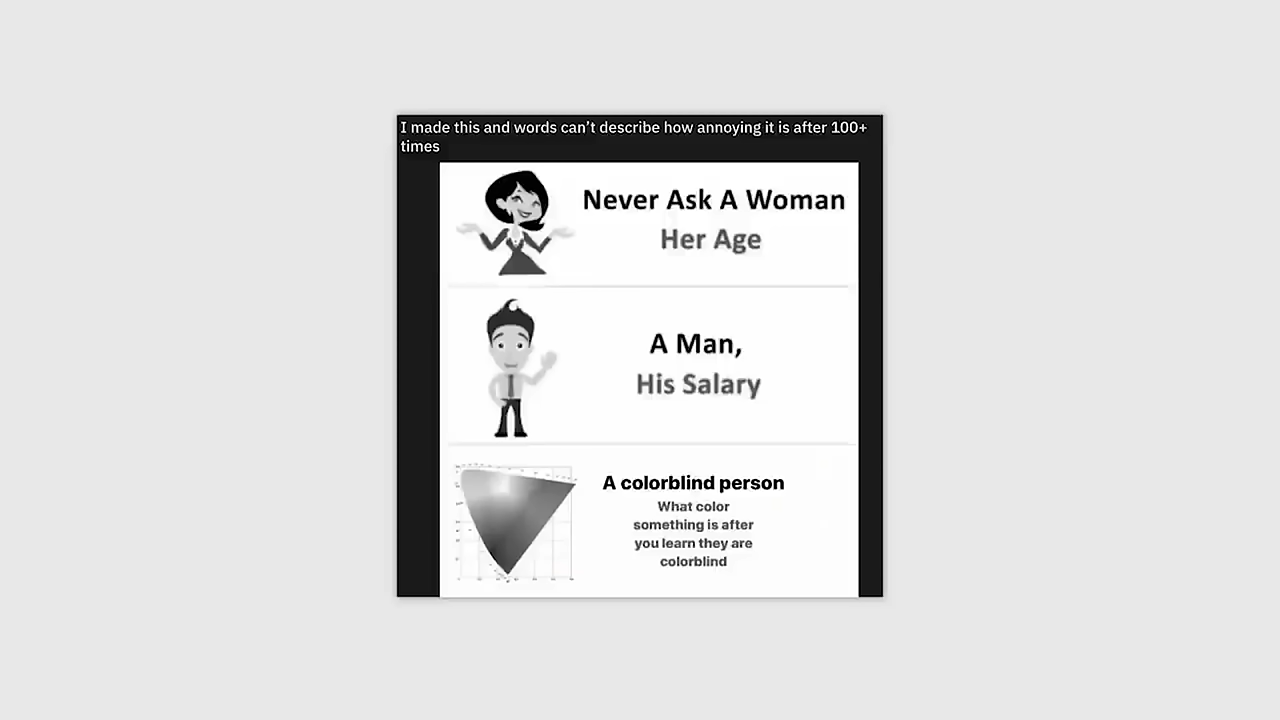 I made this and words can't describe how annoying it is after 100+
times
Never Ask A Woman
Her Age
A Man,
His Salary
A colorblind person
What color
something is after
you learn they are
colorblind